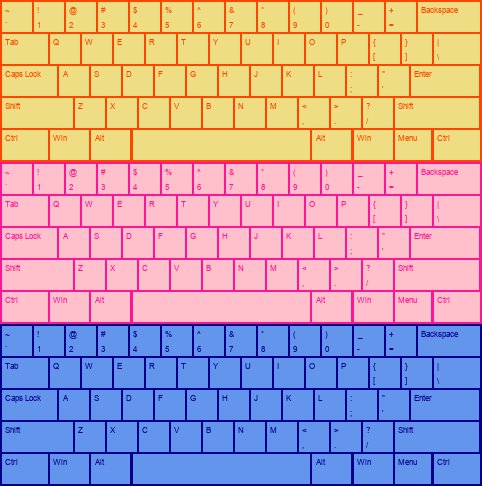 ~ ! @ # $ % ^ & * ( ) _ + Backspace
` 1 2 3 4 5 6 7 8 9 0 - =
Tab Q W E R T Y U I O P { } |
[ ] \
Caps Lock A S D F G H J K L : " Enter
; '
Shift Z X C V B N M < > ? Shift
, . /
Ctrl Win Alt Alt Win Menu Ctrl
~ ! @ # $ % ^ & * ( ) _ + Backspace
` 1 2 3 4 5 6 7 8 9 0 - =
Tab Q W E R T Y U I O P { } |
[ ] \
Caps Lock A S D F G H J K L : " Enter
; '
Shift Z X C V B N M < > ? Shift
, . /
Ctrl Win Alt Alt Win Menu Ctrl
~ ! @ # $ % ^ & * ( ) _ + Backspace
` 1 2 3 4 5 6 7 8 9 0 - =
Tab Q W E R T Y U I O P { } |
[ ] \
Caps Lock A S D F G H J K L : " Enter
; '
Shift Z X C V B N M < > ? Shift
, . /
Ctrl Win Alt Alt Win Menu Ctrl